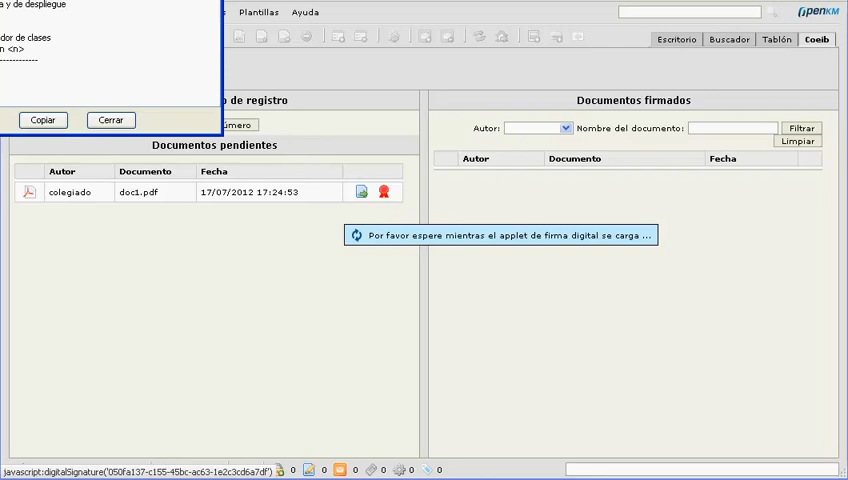 a y de despliegue
dor de clases
n <n>
------------
Copiar
Cerrar
Plantillas
Ayuda
OpenKM
Escritorio
Buscador
Tablón
Coeib
o de registro
úmero
Documentos pendientes
Autor
Documento
Fecha
colegiado
doc1.pdf
17/07/2012 17:24:53
Documentos firmados
Autor:
Nombre del documento:
Filtrar
Limpiar
Autor
Documento
Fecha
Por favor espere mientras el applet de firma digital se carga ...
javascript:digitalSignature('050fa137-c155-45bc-ac63-1e2c3cd6a7df')
0
0
0
0
0
0